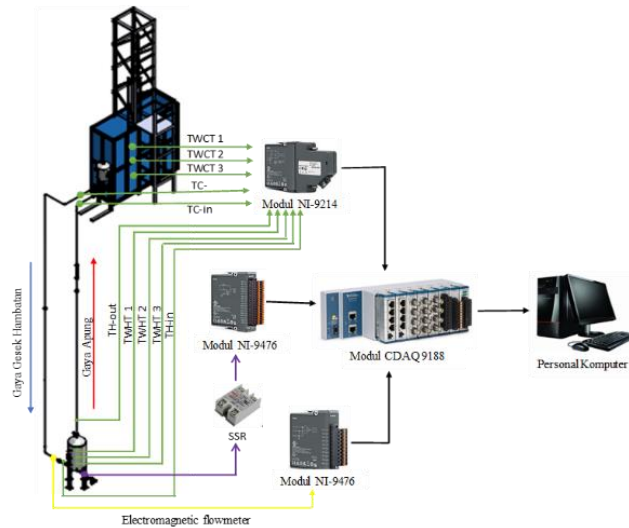 TWCT 1
TWCT 2
TWCT 3
TC-
TC-in
Modul NI-9214
Gaya Gesek Hambatan
Gaya Apung
TH-out
TWHT 1
TWHT 2
TWHT 3
TH-in
Modul NI-9476
Modul CDAQ9188
Personal Komputer
SSR
Modul NI-9476
Electromagnetic flowmeter